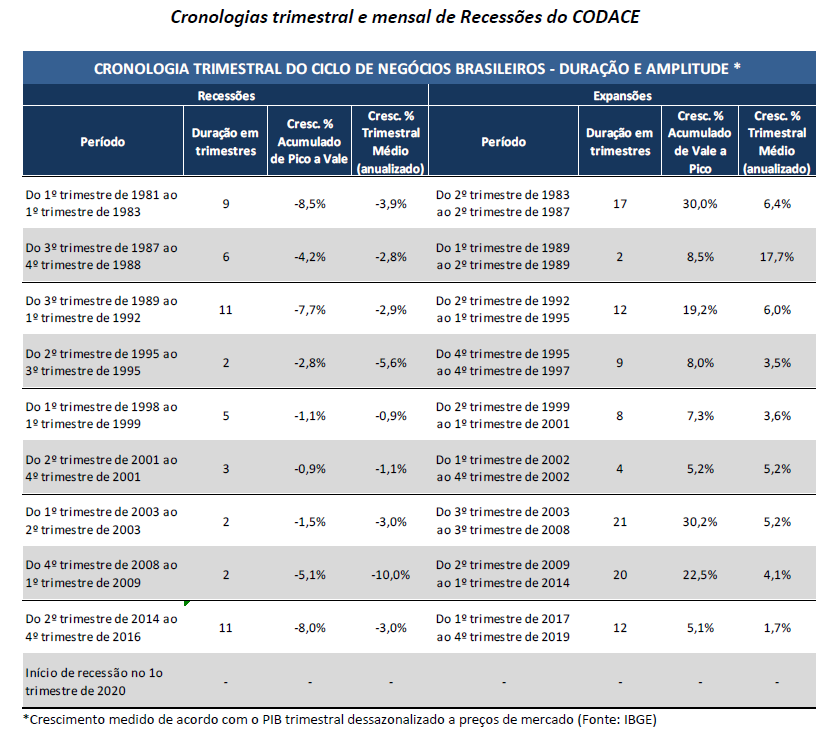 Cronologias trimestral e mensal de Recessões do CODACE
CRONOLOGIA TRIMESTRAL DO CICLO DE NEGÓCIOS BRASILEIROS - DURAÇÃO E AMPLITUDE *
Recessões Expansões
Período Duração em trimestres Cresc. % Acumulado de Pico a Vale Cresc. % Trimestral Médio (anualizado) Período Duração em trimestres Cresc. % Acumulado de Vale a Pico Cresc. % Trimestral Médio (anualizado)
Do 1º trimestre de 1981 ao 1º trimestre de 1983 9 -8,5% -3,9% Do 2º trimestre de 1983 ao 2º trimestre de 1987 17 30,0% 6,4%
Do 3º trimestre de 1987 ao 4º trimestre de 1988 6 -4,2% -2,8% Do 1º trimestre de 1989 ao 2º trimestre de 1989 2 8,5% 17,7%
Do 3º trimestre de 1989 ao 1º trimestre de 1992 11 -7,7% -2,9% Do 2º trimestre de 1992 ao 1º trimestre de 1995 12 19,2% 6,0%
Do 2º trimestre de 1995 ao 3º trimestre de 1995 2 -2,8% -5,6% Do 4º trimestre de 1995 ao 4º trimestre de 1997 9 8,0% 3,5%
Do 1º trimestre de 1998 ao 1º trimestre de 1999 5 -1,1% -0,9% Do 2º trimestre de 1999 ao 1º trimestre de 2001 8 7,3% 3,6%
Do 2º trimestre de 2001 ao 4º trimestre de 2001 3 -0,9% -1,1% Do 1º trimestre de 2002 ao 4º trimestre de 2002 4 5,2% 5,2%
Do 1º trimestre de 2003 ao 2º trimestre de 2003 2 -1,5% -3,0% Do 3º trimestre de 2003 ao 3º trimestre de 2008 21 30,2% 5,2%
Do 4º trimestre de 2008 ao 1º trimestre de 2009 2 -5,1% -10,0% Do 2º trimestre de 2009 ao 1º trimestre de 2014 20 22,5% 4,1%
Do 2º trimestre de 2014 ao 4º trimestre de 2016 11 -8,0% -3,0% Do 1º trimestre de 2017 ao 4º trimestre de 2019 12 5,1% 1,7%
Início de recessão no 1o trimestre de 2020 - - - - - - -
*Crescimento medido de acordo com o PIB trimestral dessazonalizado a preços de mercado (Fonte: IBGE)